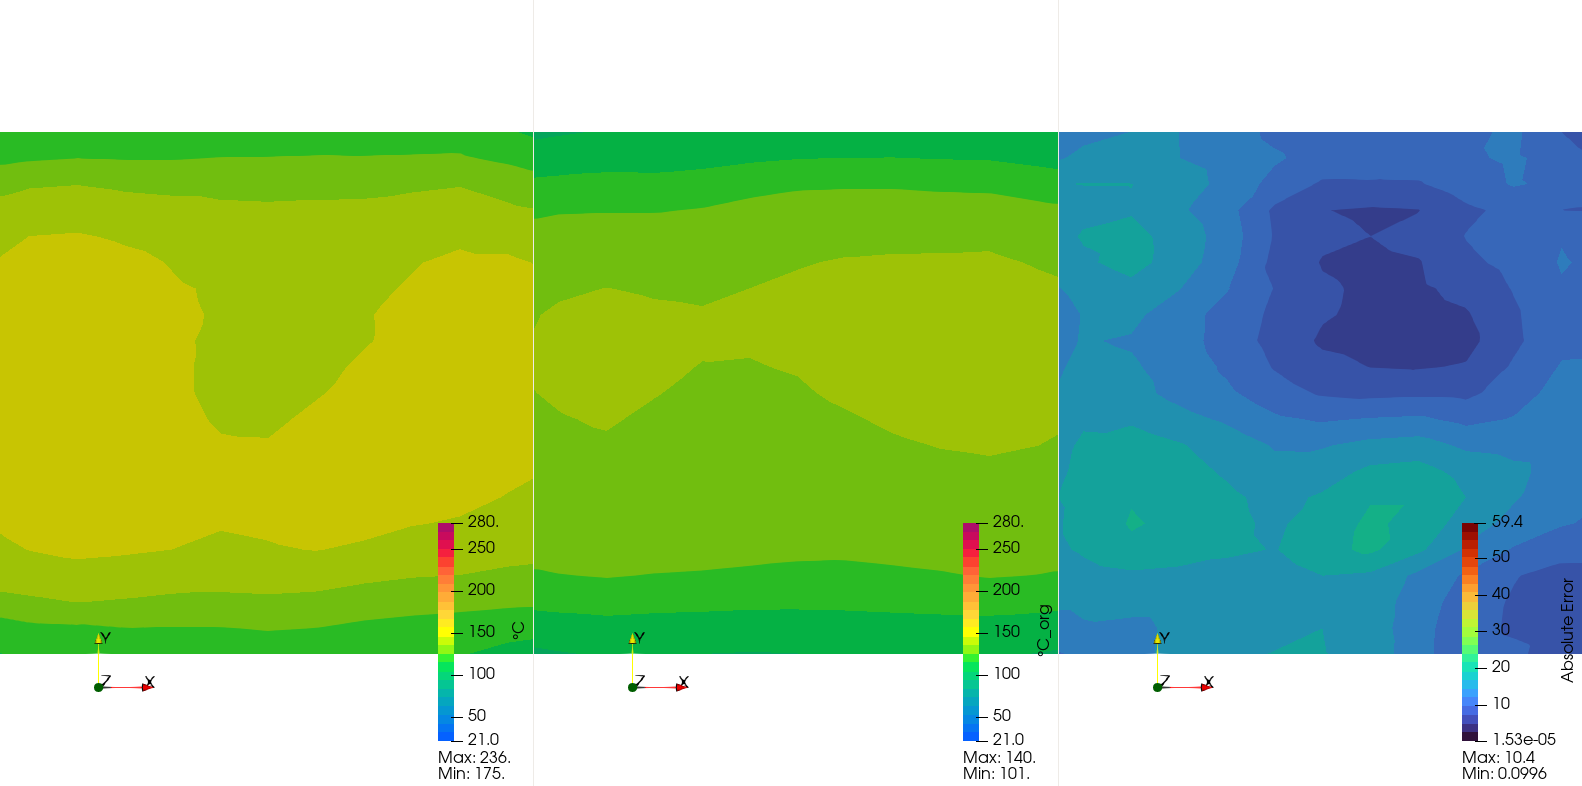 280.
250
200
150
100
50
21.0
°C
Max: 236.
Min: 175.
Y
Z
X
280.
250
200
150
100
50
21.0
°C_org
Max: 140.
Min: 101.
Y
Z
X
59.4
50
40
30
20
10
1.53e-05
Absolute Error
Max: 10.4
Min: 0.0996
Y
Z
X